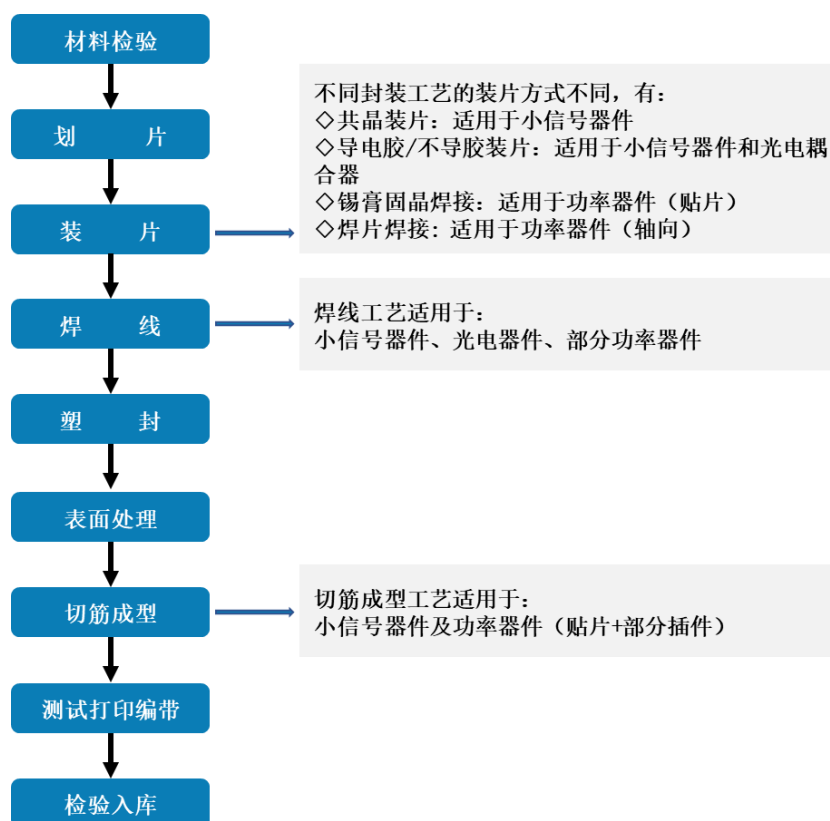 材料检验
不同封装工艺的装片方式不同，有：
◇共晶装片：适用于小信号器件
划 片
◇导电胶/不导胶装片：适用于小信号器件和光电耦
合器
◇锡膏固晶焊接：适用于功率器件（贴片）
装 片
◇焊片焊接：适用于功率器件（轴向）
焊线工艺适用于：
焊 线
小信号器件、光电器件、部分功率器件
塑 封
表面处理
切筋成型工艺适用于：
切筋成型
小信号器件及功率器件（贴片+部分插件）
测试打印编带
检验入库